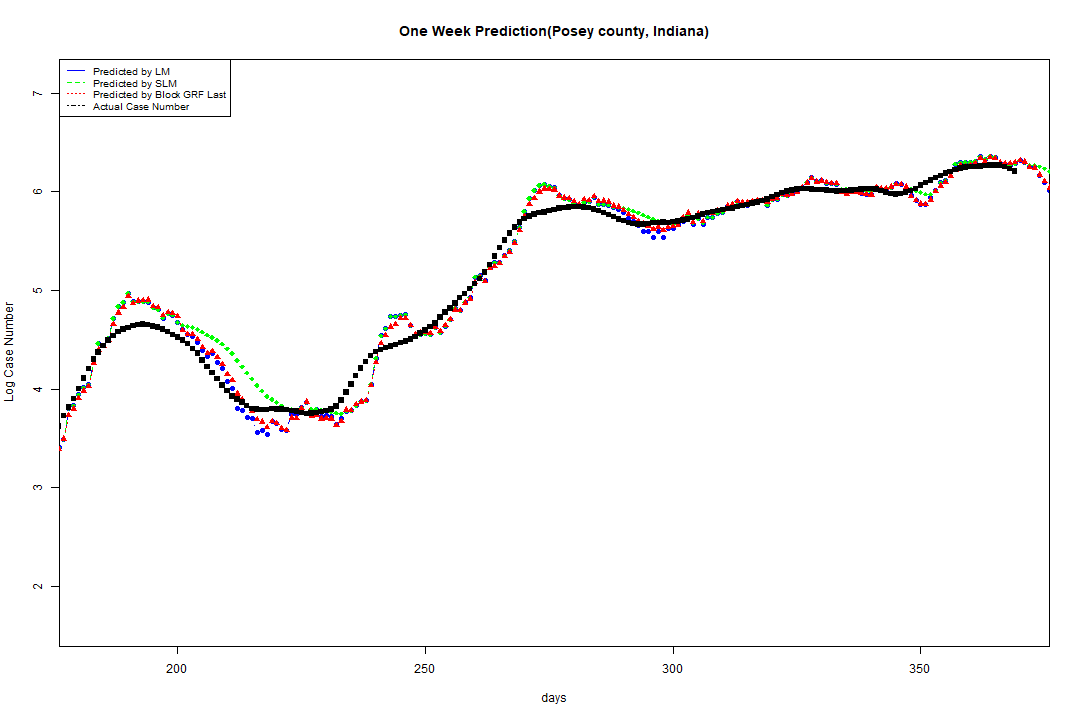 One Week Prediction(Posey county, Indiana)
Predicted by LM
Predicted by SLM
Predicted by Block GRF Last
Actual Case Number
7
6
5
4
3
2
Log Case Number
200 250 300 350
days